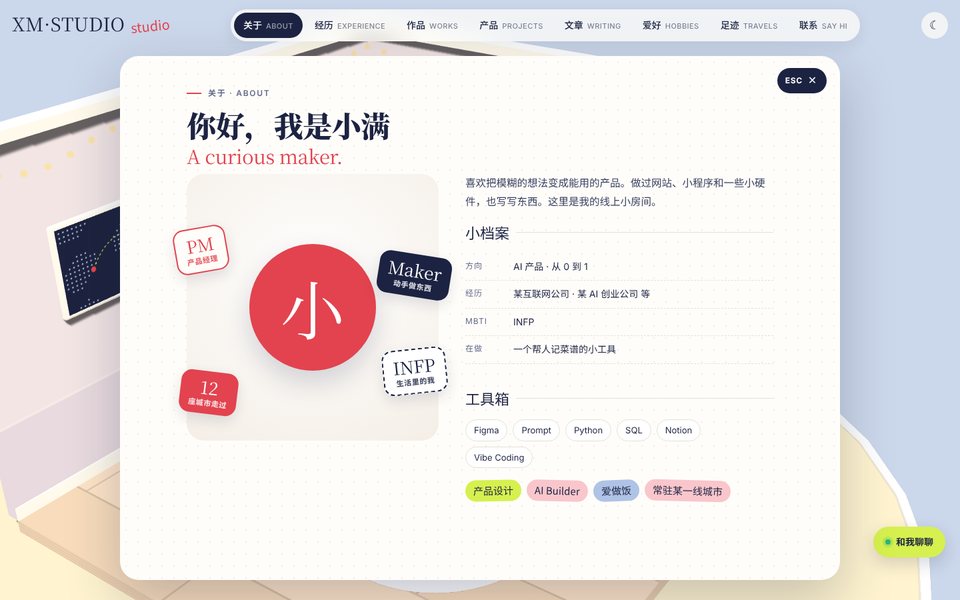 XM·STUDIO studio
关于 ABOUT 经历 EXPERIENCE 作品 WORKS 产品 PROJECTS 文章 WRITING 爱好 HOBBIES 足迹 TRAVELS 联系 SAY HI
ESC ✕
关于 · ABOUT
你好，我是小满
A curious maker.
PM
产品经理
Maker
动手做东西
小
INFP
生活里的我
12
座城市走过
喜欢把模糊的想法变成能用的产品。做过网站、小程序和一些小硬
件，也写写东西。这里是我的线上小房间。
小档案
方向 AI 产品 · 从 0 到 1
经历 某互联网公司 · 某 AI 创业公司 等
MBTI INFP
在做 一个帮人记菜谱的小工具
工具箱
Figma Prompt Python SQL Notion
Vibe Coding
产品设计 AI Builder 爱做饭 常驻某一线城市
和我聊聊